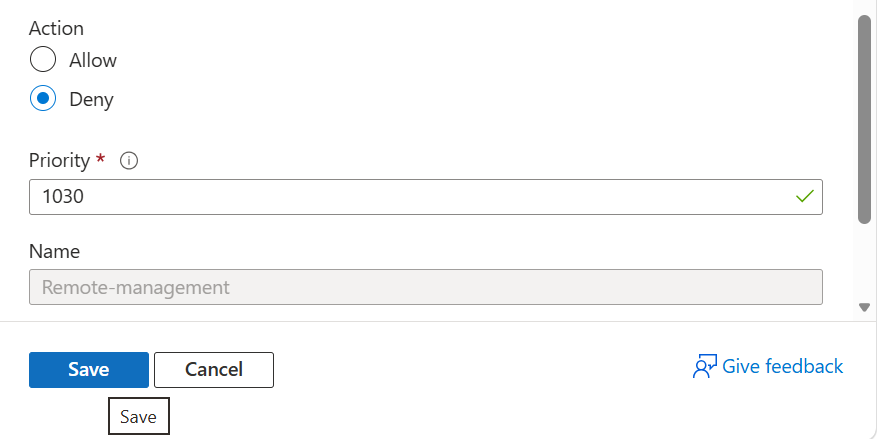 Action
Allow
Deny
Priority *
1030
Name
Remote-management
Save
Cancel
Give feedback
Save